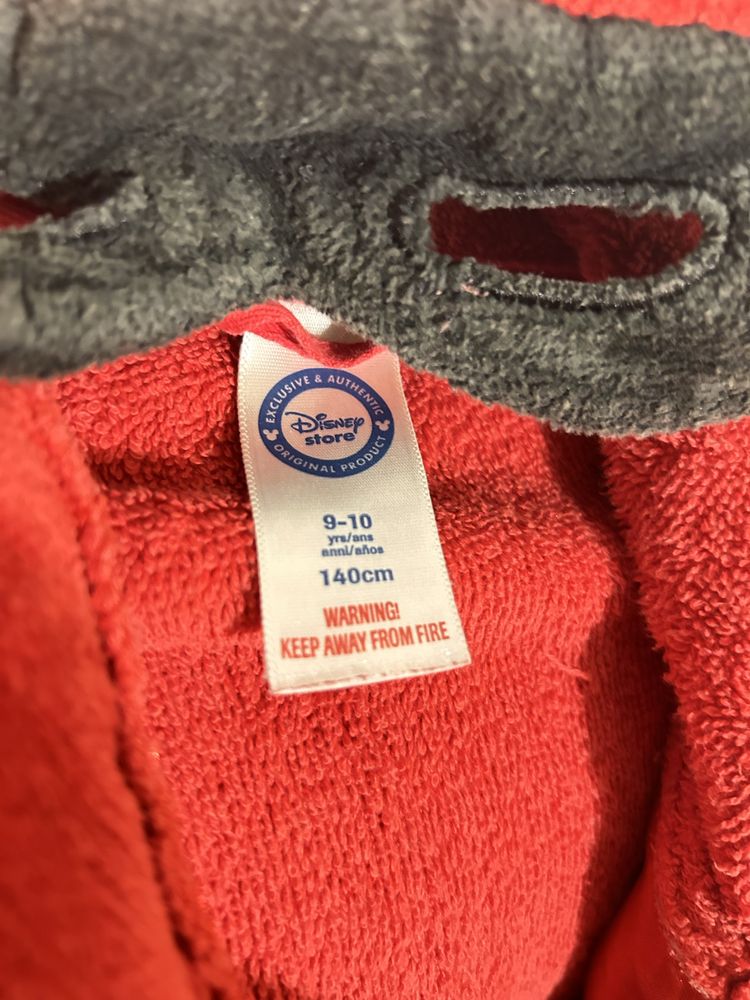 EXCLUSIVE & AUTHENTIC
Disney
store
ORIGINAL PRODUCT
9-10
yrs/ans
anni/años
140cm
WARNING!
KEEP AWAY FROM FIRE